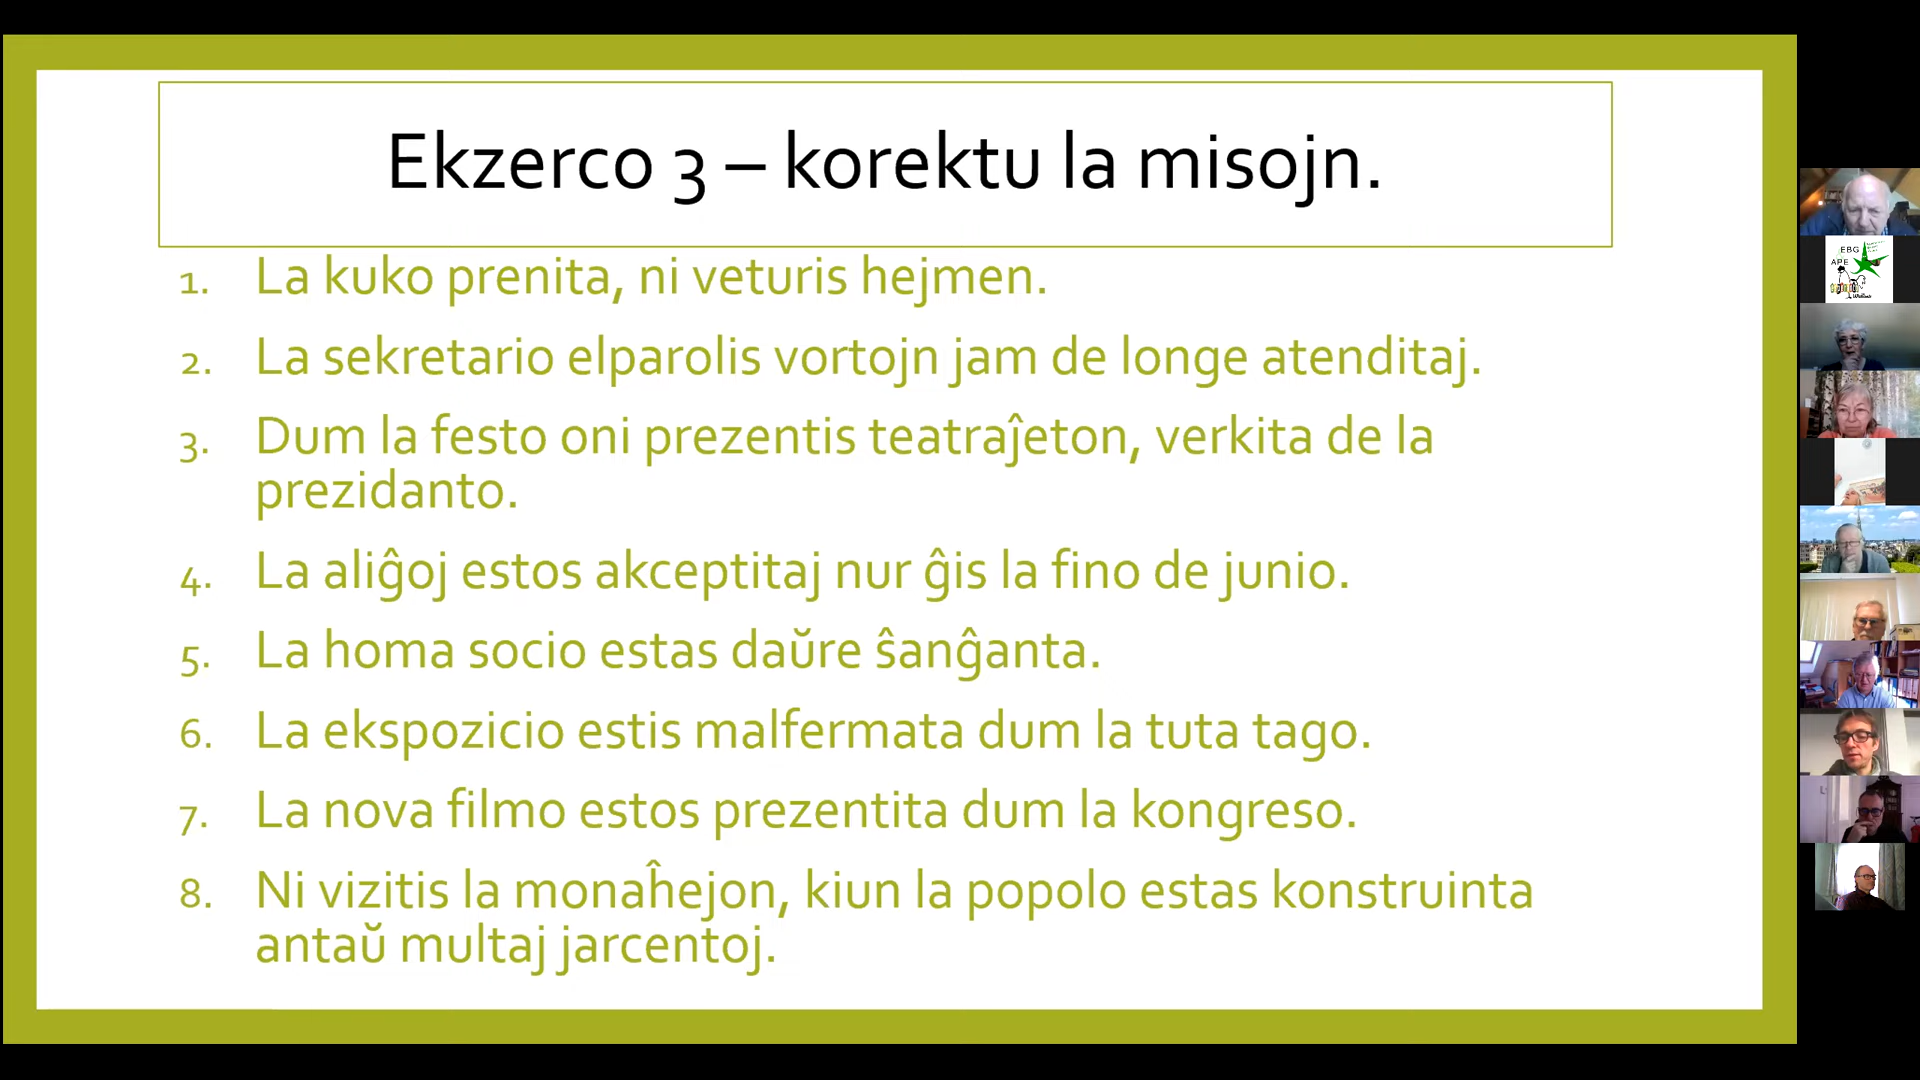 Ekzerco 3 – korektu la misojn.
1. La kuko prenita, ni veturis hejmen.
2. La sekretario elparolis vortojn jam de longe atenditaj.
3. Dum la festo oni prezentis teatraĵeton, verkita de la
prezidanto.
4. La aliĝoj estos akceptitaj nur ĝis la fino de junio.
5. La homa socio estas daŭre ŝanĝanta.
6. La ekspozicio estis malfermata dum la tuta tago.
7. La nova filmo estos prezentita dum la kongreso.
8. Ni vizitis la monaĥejon, kiun la popolo estas konstruinta
antaŭ multaj jarcentoj.
EBG
APE